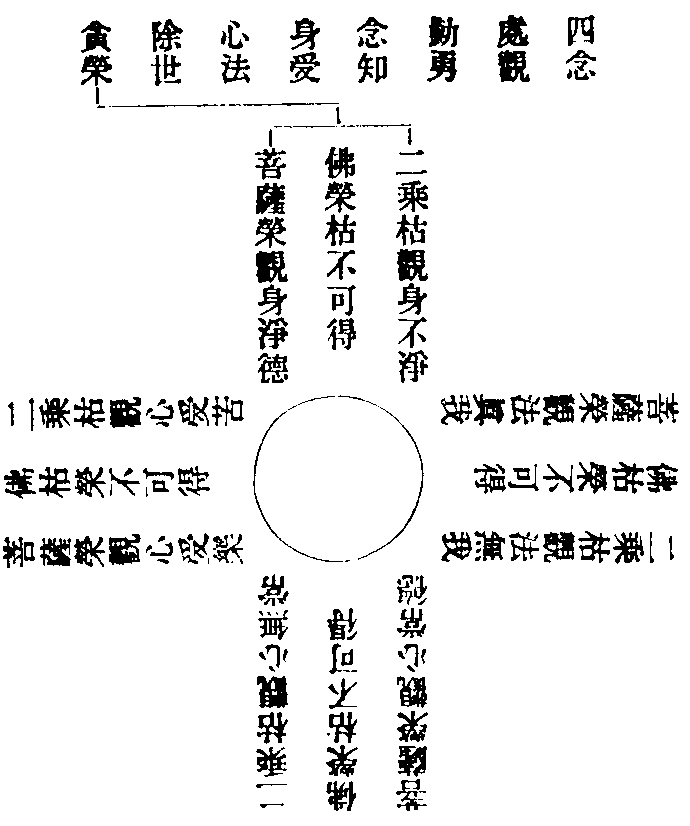 四念
處觀
勤勇
念知
身受
心法
除世
貪榮
二乘枯觀身不淨
佛榮枯不可得
菩薩榮觀身淨德
二乘枯觀心受苦
佛枯榮不可得
菩薩榮觀心受樂
菩薩榮觀法眞我
佛枯榮不可得
二乘枯觀法無我
菩薩榮觀心常德
佛榮枯不可得
二乘枯觀心無常